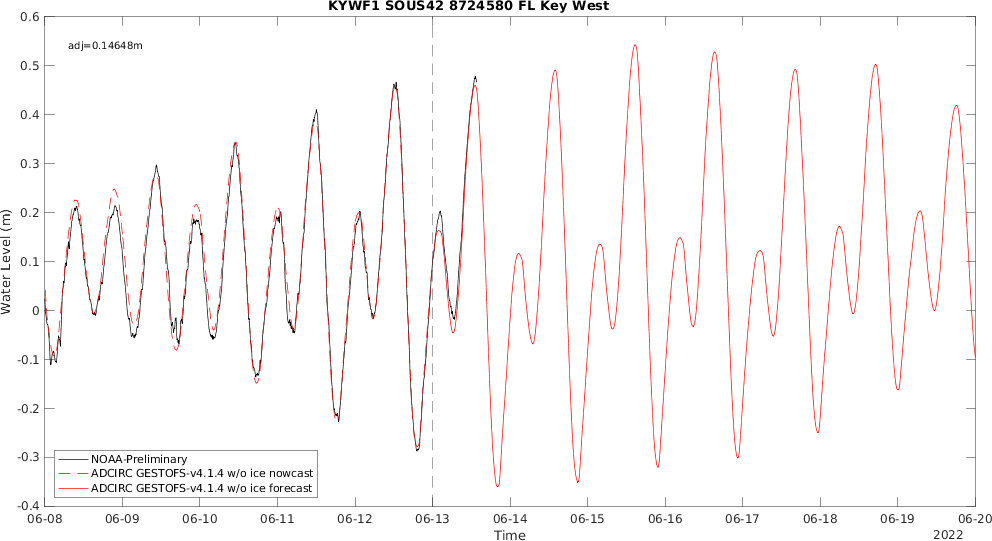 KYWF1 SOUS42 8724580 FL Key West
adj=0.14648m
0.6
0.5
0.4
0.3
0.2
0.1
0
-0.1
-0.2
-0.3
-0.4
Water Level (m)
NOAA-Preliminary
ADCIRC GESTOFS-v4.1.4 w/o ice nowcast
ADCIRC GESTOFS-v4.1.4 w/o ice forecast
06-08 06-09 06-10 06-11 06-12 06-13 06-14 06-15 06-16 06-17 06-18 06-19 06-20
Time
2022